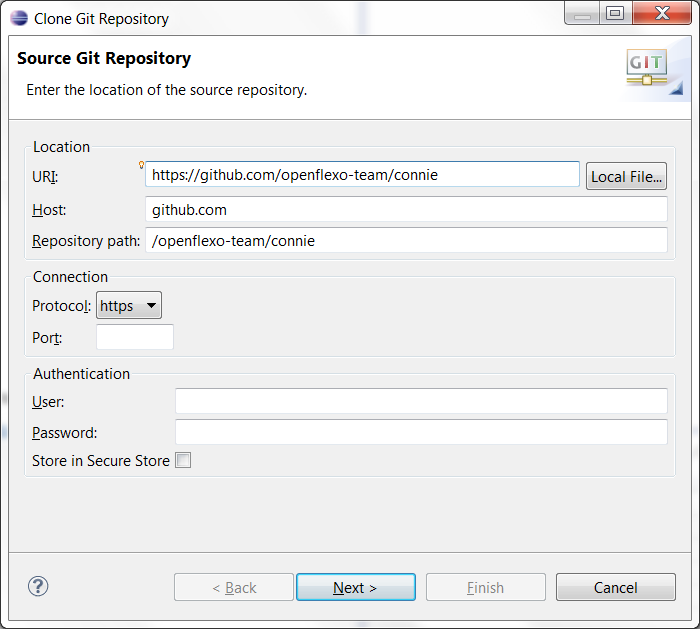 Clone Git Repository
Source Git Repository
GIT
Enter the location of the source repository.
Location
URI: https://github.com/openflexo-team/connie Local File...
Host: github.com
Repository path: /openflexo-team/connie
Connection
Protocol: https
Port:
Authentication
User:
Password:
Store in Secure Store
? < Back Next > Finish Cancel